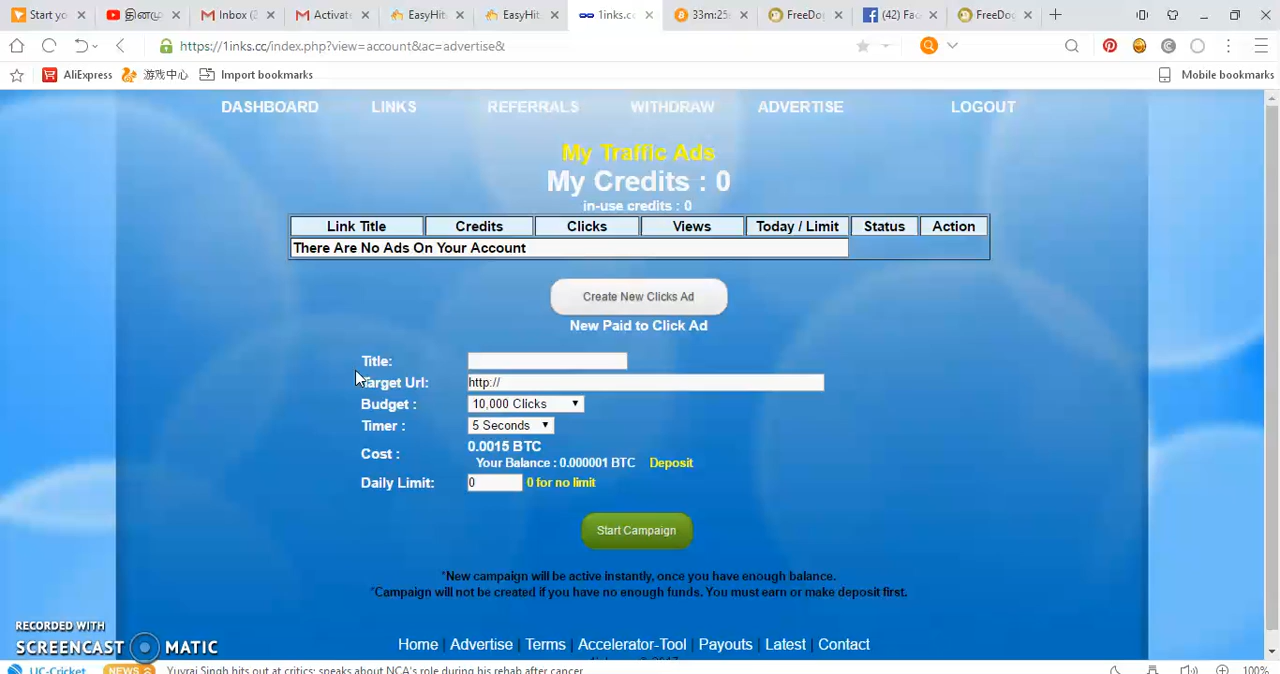 Start yo
இனமு
Inbox (2
Activate
EasyHit
EasyHit
1inks.cc
33m:25s
FreeDo
(42) Fac
FreeDo
https://1inks.cc/index.php?view=account&ac=advertise&
AliExpress
游戏中心
Import bookmarks
Mobile bookmarks
DASHBOARD LINKS REFERRALS WITHDRAW ADVERTISE LOGOUT
My Traffic Ads
My Credits : 0
in-use credits : 0
Link Title Credits Clicks Views Today / Limit Status Action
There Are No Ads On Your Account
Create New Clicks Ad
New Paid to Click Ad
Title:
Target Url: http://
Budget : 10,000 Clicks
Timer : 5 Seconds
Cost : 0.0015 BTC
Your Balance : 0.000001 BTC Deposit
Daily Limit: 0 0 for no limit
Start Campaign
*New campaign will be active instantly, once you have enough balance.
*Campaign will not be created if you have no enough funds. You must earn or make deposit first.
Home | Advertise | Terms | Accelerator-Tool | Payouts | Latest | Contact
RECORDED WITH
SCREENCAST MATIC
UC-Cricket NEWS Yuvraj Singh hits out at critics; speaks about NCA's role during his rehab after cancer
100%